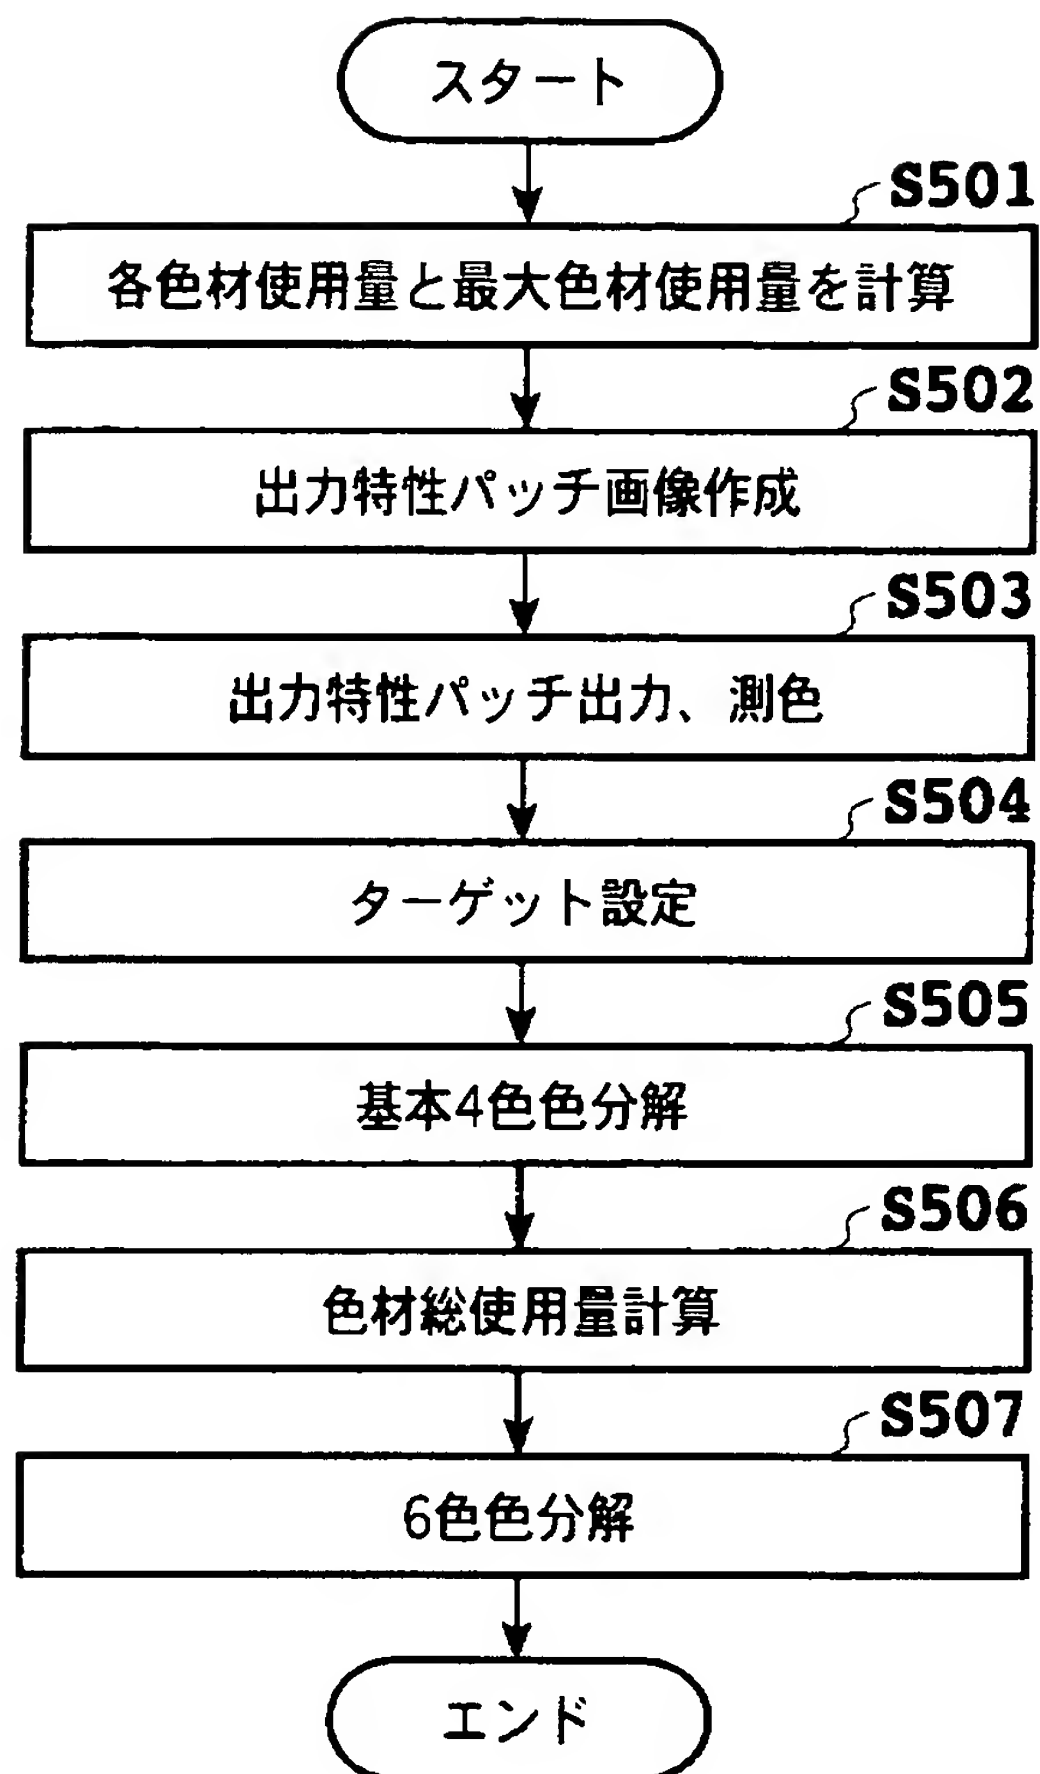 スタート
S501
各色材使用量と最大色材使用量を計算
S502
出力特性パッチ画像作成
S503
出力特性パッチ出力、測色
S504
ターゲット設定
S505
基本4色色分解
S506
色材総使用量計算
S507
6色色分解
エンド